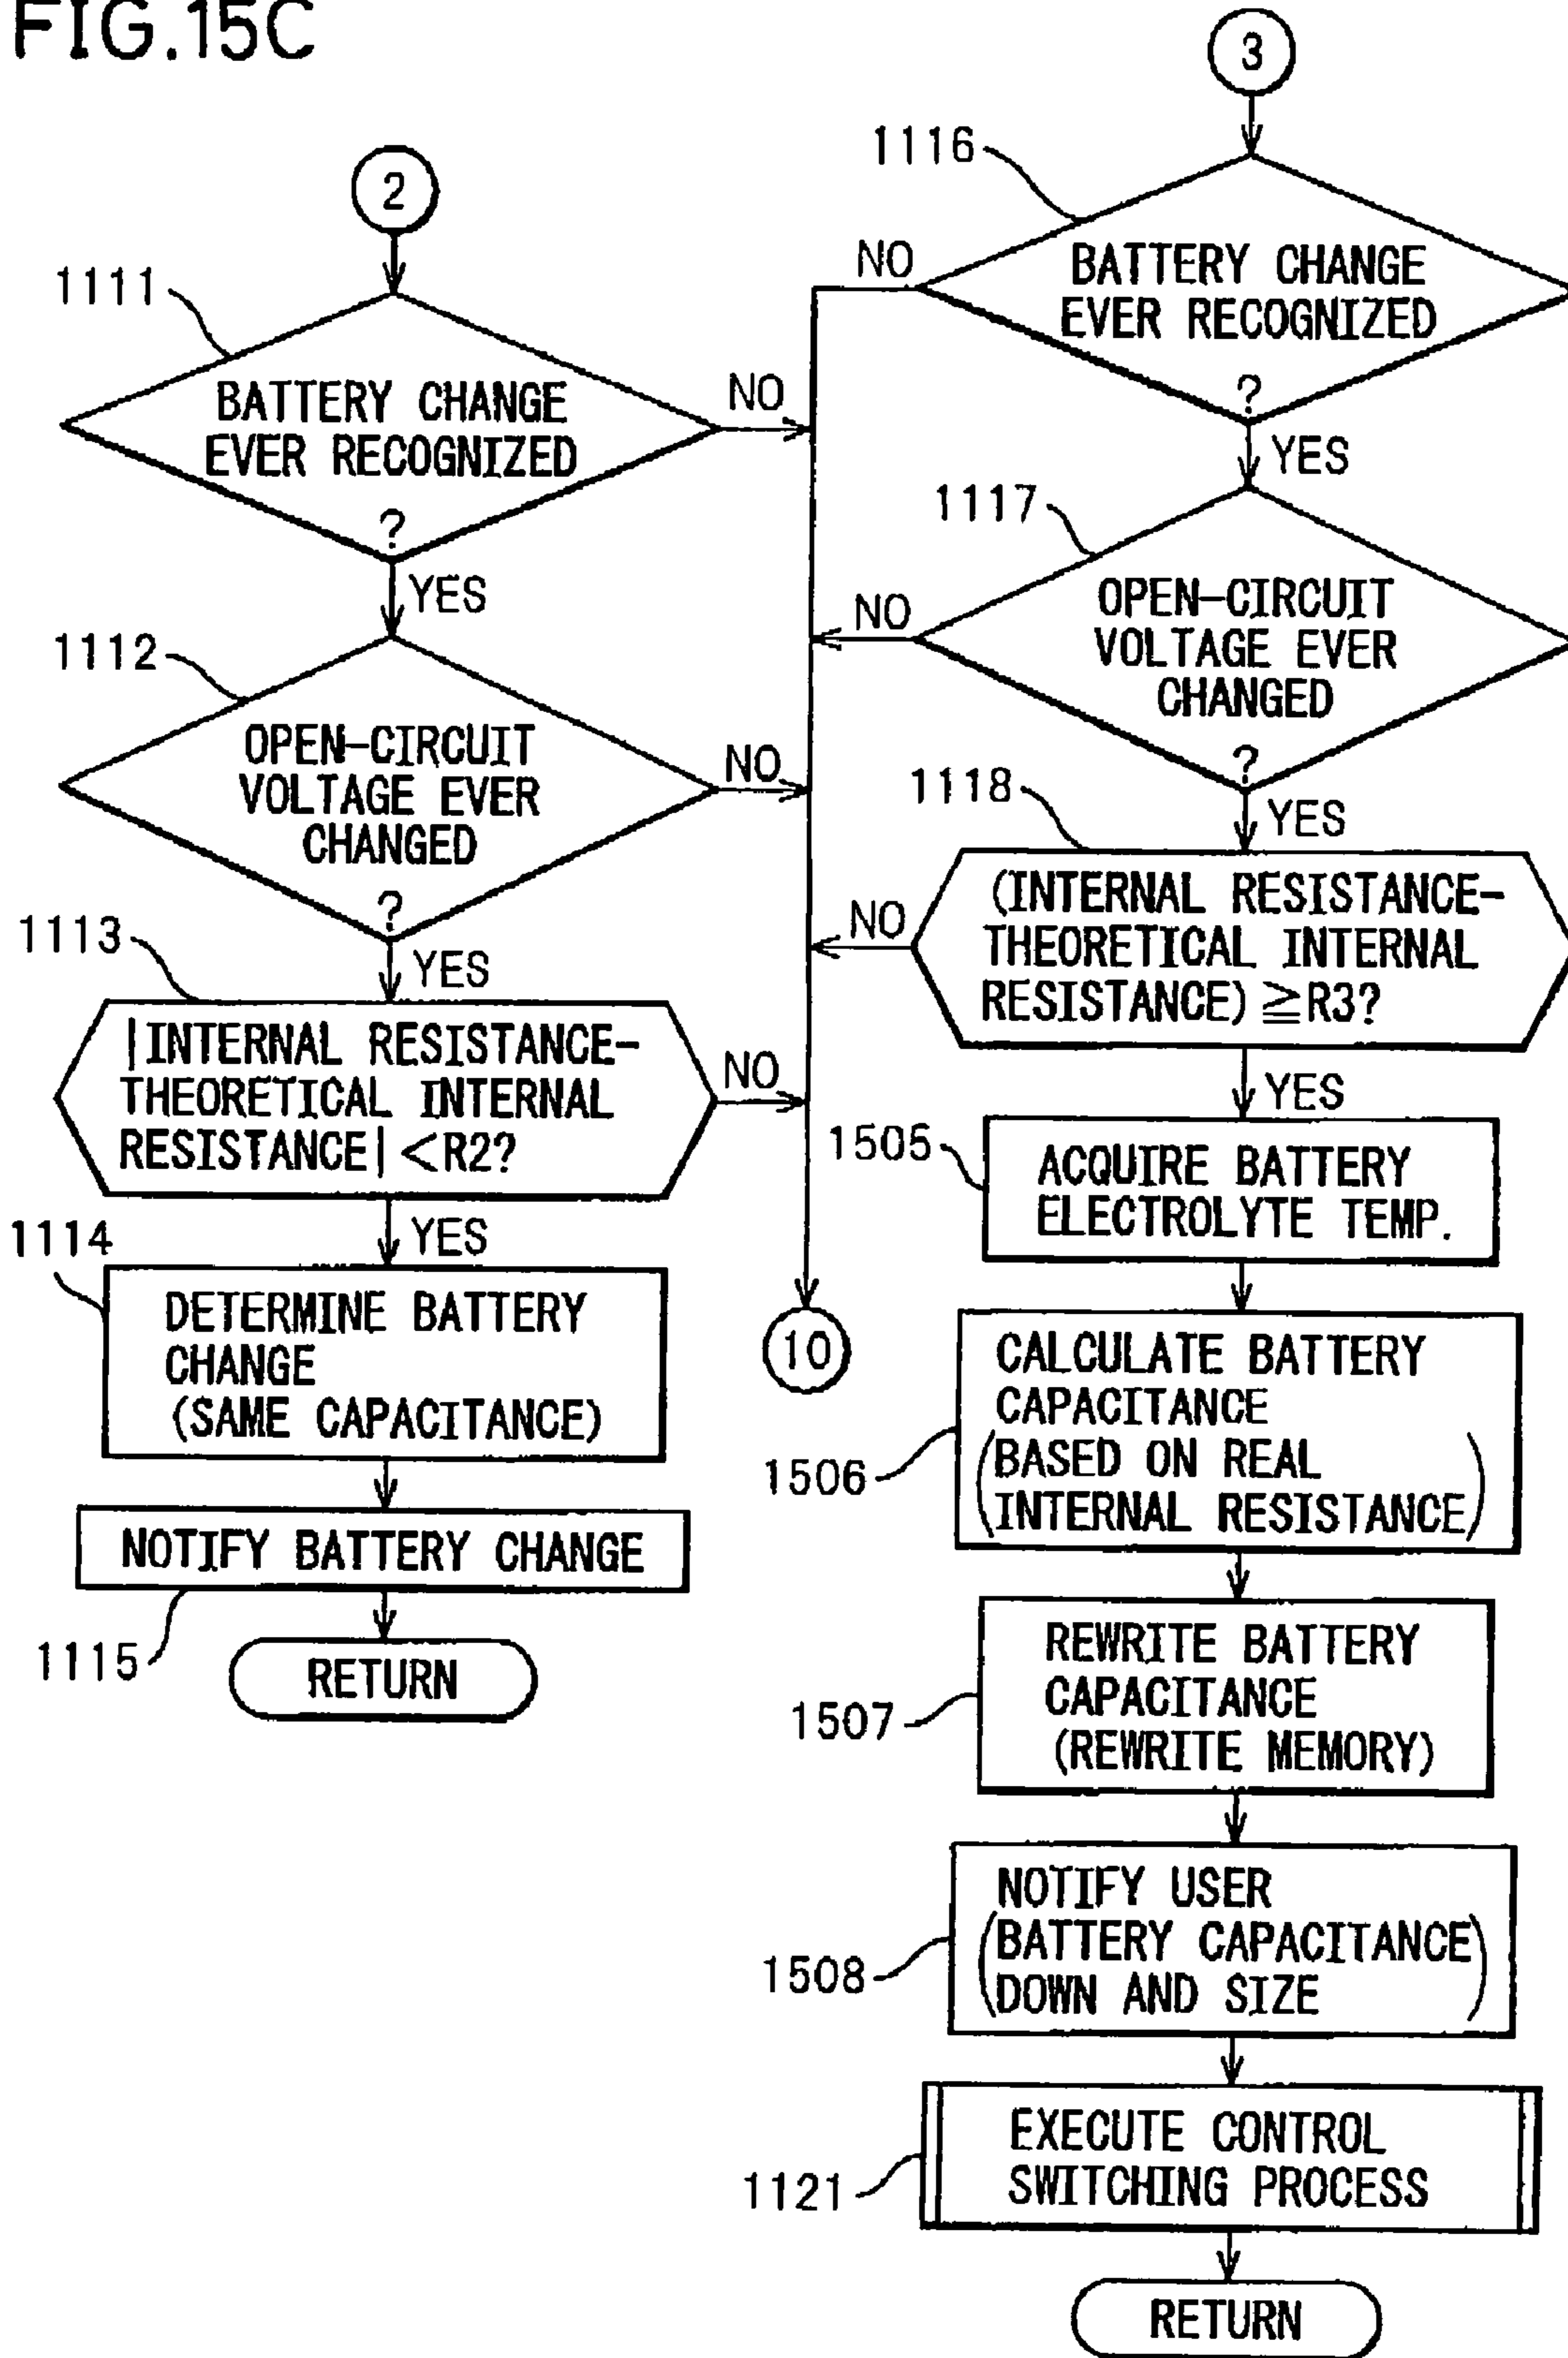 FIG.15C
2
1111
BATTERY CHANGE
EVER RECOGNIZED
?
NO
YES
1112
OPEN-CIRCUIT
VOLTAGE EVER
CHANGED
?
NO
YES
1113
|INTERNAL RESISTANCE-
THEORETICAL INTERNAL
RESISTANCE| <R2?
NO
YES
1114
DETERMINE BATTERY
CHANGE
(SAME CAPACITANCE)
NOTIFY BATTERY CHANGE
1115
RETURN
3
1116
BATTERY CHANGE
EVER RECOGNIZED
?
NO
YES
1117
OPEN-CIRCUIT
VOLTAGE EVER
CHANGED
?
NO
YES
1118
(INTERNAL RESISTANCE-
THEORETICAL INTERNAL
RESISTANCE) ≧R3?
NO
YES
10
1505
ACQUIRE BATTERY
ELECTROLYTE TEMP.
1506
CALCULATE BATTERY
CAPACITANCE
(BASED ON REAL
INTERNAL RESISTANCE)
1507
REWRITE BATTERY
CAPACITANCE
(REWRITE MEMORY)
1508
NOTIFY USER
(BATTERY CAPACITANCE
DOWN AND SIZE)
1121
EXECUTE CONTROL
SWITCHING PROCESS
RETURN